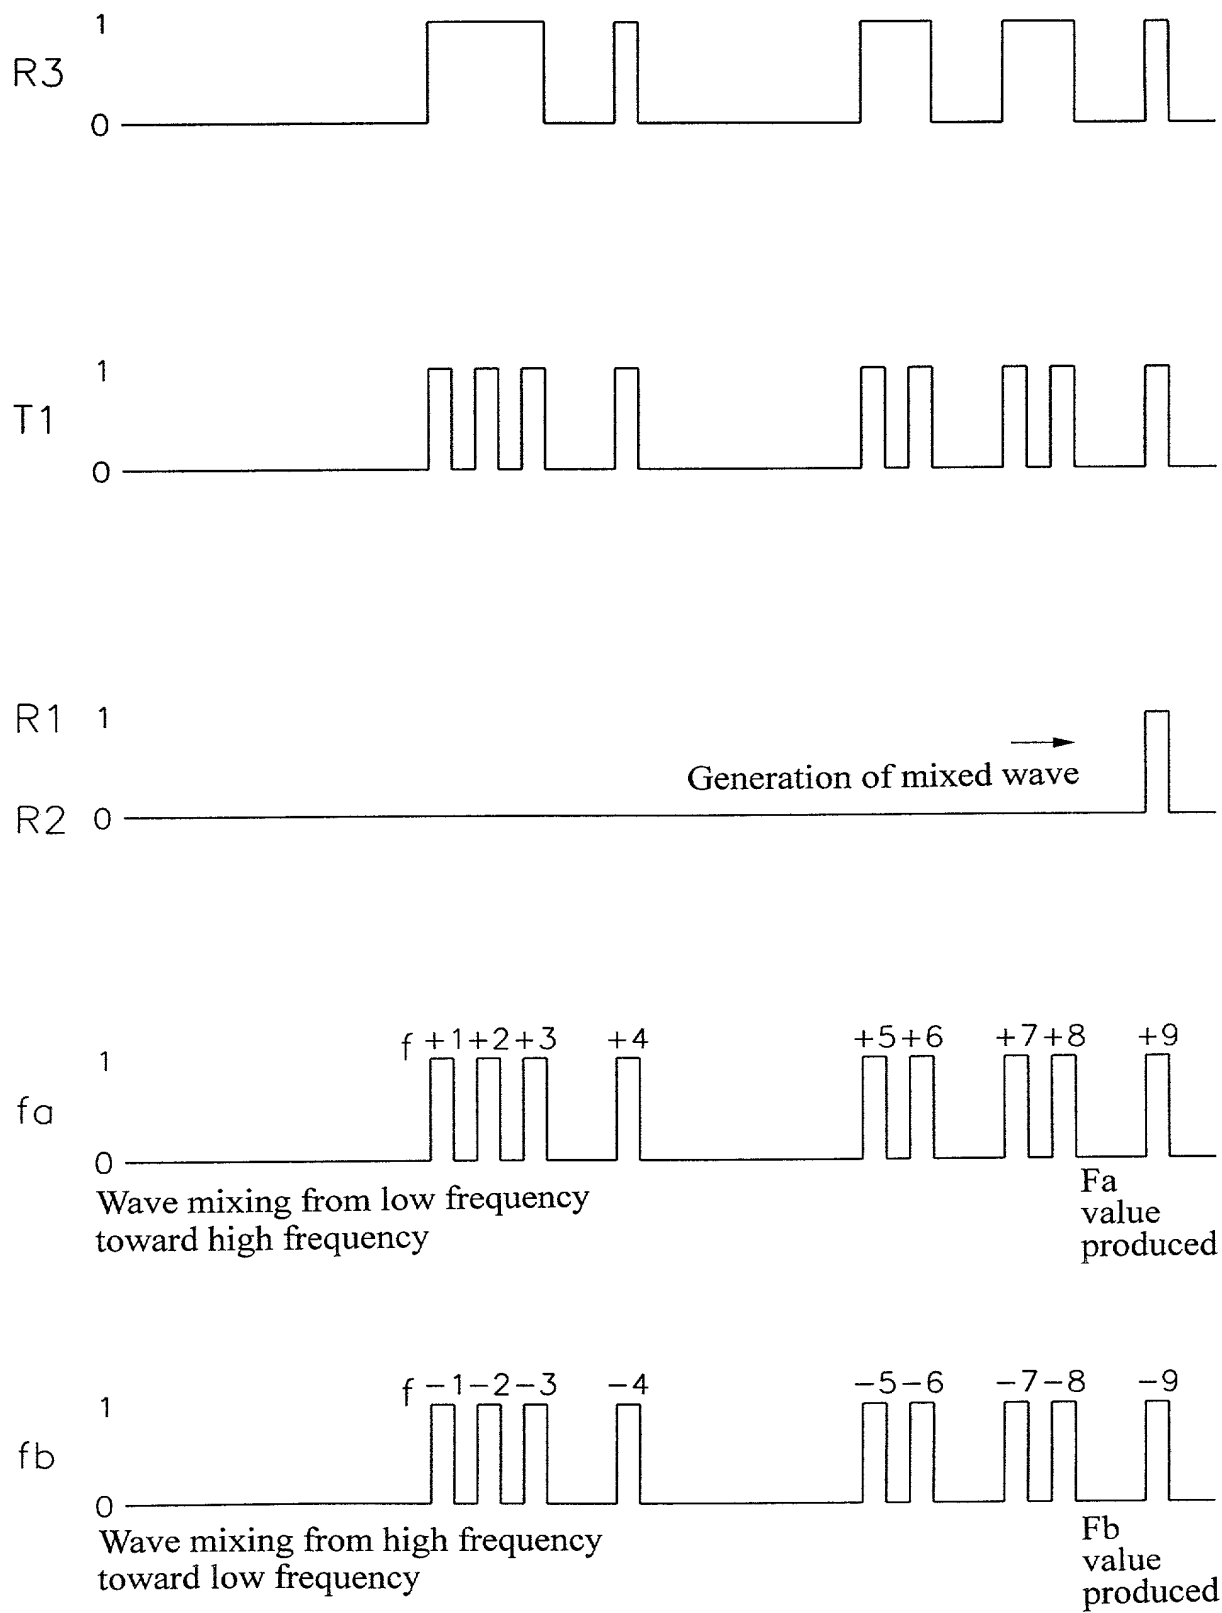 1
R3
0
1
T1
0
R1 1
Generation of mixed wave
R2 0
f +1 +2 +3 +4 +5 +6 +7 +8 +9
1
fa
0
Wave mixing from low frequency
toward high frequency
Fa
value
produced
f -1 -2 -3 -4 -5 -6 -7 -8 -9
1
fb
0
Wave mixing from high frequency
toward low frequency
Fb
value
produced